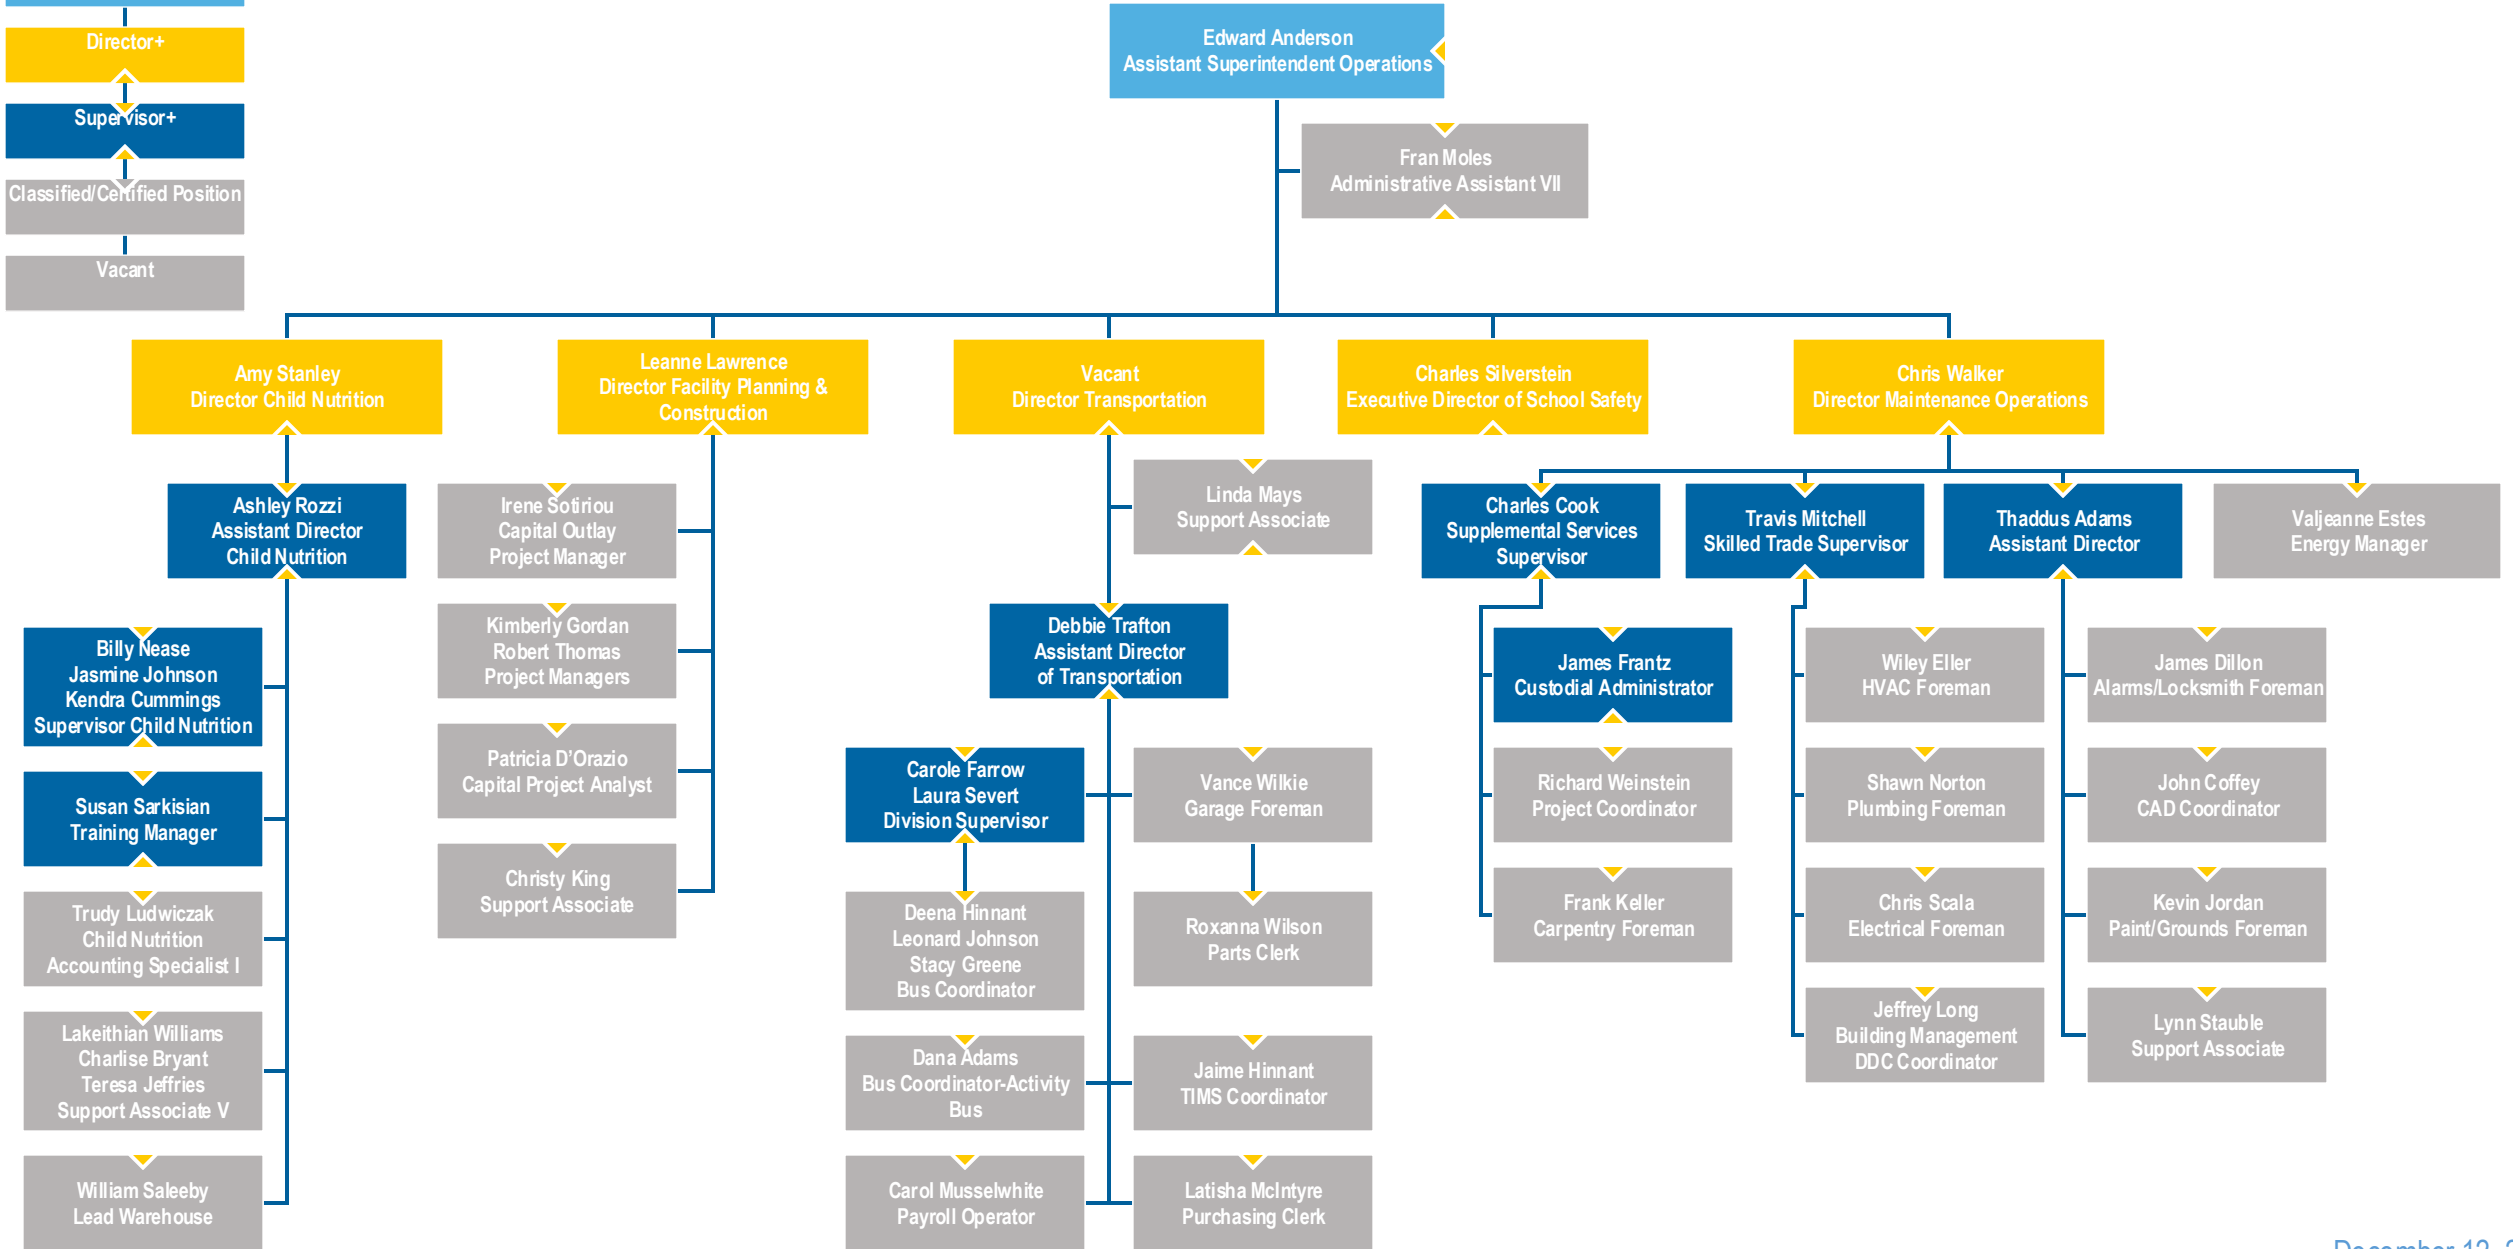 Director+
Supervisor+
Classified/Certified Position
Vacant
Edward Anderson
Assistant Superintendent Operations
Fran Moles
Administrative Assistant VII
Amy Stanley
Director Child Nutrition
Leanne Lawrence
Director Facility Planning &
Construction
Vacant
Director Transportation
Charles Silverstein
Executive Director of School Safety
Chris Walker
Director Maintenance Operations
Ashley Rozzi
Assistant Director
Child Nutrition
Billy Nease
Jasmine Johnson
Kendra Cummings
Supervisor Child Nutrition
Susan Sarkisian
Training Manager
Trudy Ludwiczak
Child Nutrition
Accounting Specialist I
Lakeithian Williams
Charlise Bryant
Teresa Jeffries
Support Associate V
William Saleeby
Lead Warehouse
Irene Sotiriou
Capital Outlay
Project Manager
Kimberly Gordan
Robert Thomas
Project Managers
Patricia D’Orazio
Capital Project Analyst
Christy King
Support Associate
Linda Mays
Support Associate
Debbie Trafton
Assistant Director
of Transportation
Carole Farrow
Laura Severt
Division Supervisor
Vance Wilkie
Garage Foreman
Deena Hinnant
Leonard Johnson
Stacy Greene
Bus Coordinator
Roxanna Wilson
Parts Clerk
Dana Adams
Bus Coordinator-Activity
Bus
Jaime Hinnant
TIMS Coordinator
Carol Musselwhite
Payroll Operator
Latisha McIntyre
Purchasing Clerk
Charles Cook
Supplemental Services
Supervisor
Travis Mitchell
Skilled Trade Supervisor
Thaddus Adams
Assistant Director
Valjeanne Estes
Energy Manager
James Frantz
Custodial Administrator
Richard Weinstein
Project Coordinator
Frank Keller
Carpentry Foreman
Wiley Eller
HVAC Foreman
Shawn Norton
Plumbing Foreman
Chris Scala
Electrical Foreman
Jeffrey Long
Building Management
DDC Coordinator
James Dillon
Alarms/Locksmith Foreman
John Coffey
CAD Coordinator
Kevin Jordan
Paint/Grounds Foreman
Lynn Stauble
Support Associate
December 12,